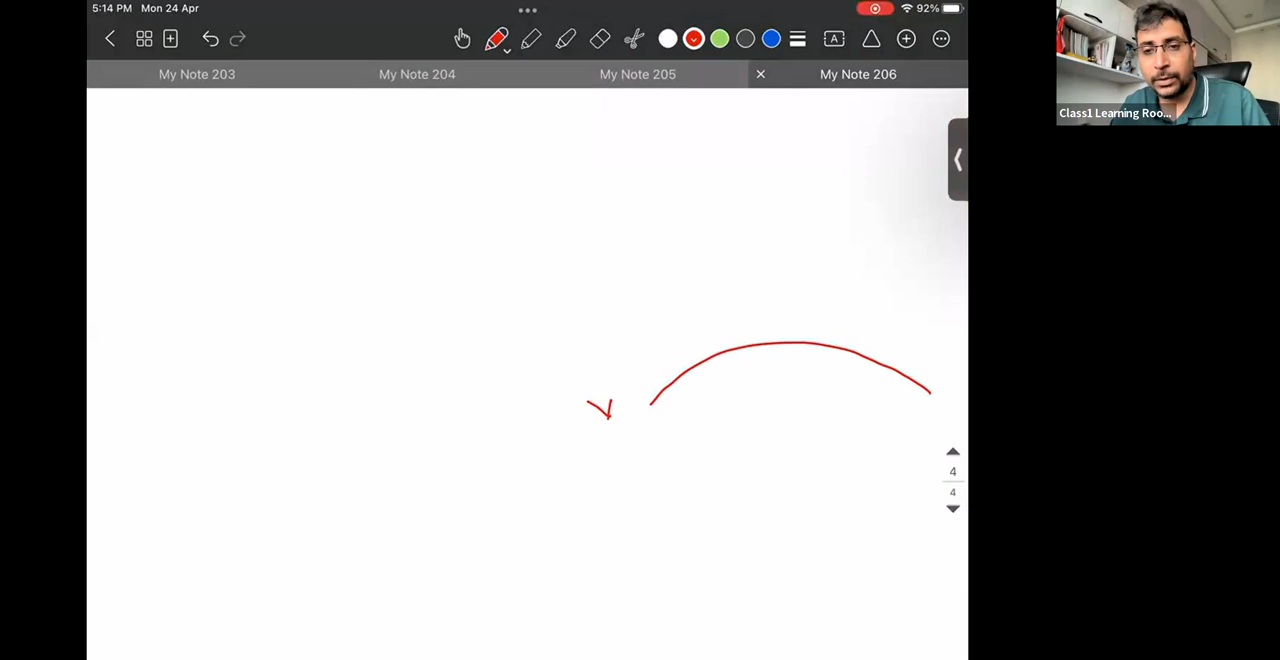 5:14 PM Mon 24 Apr
92%
A
My Note 203
My Note 204
My Note 205
My Note 206
Class1 Learning Roo...
4
4